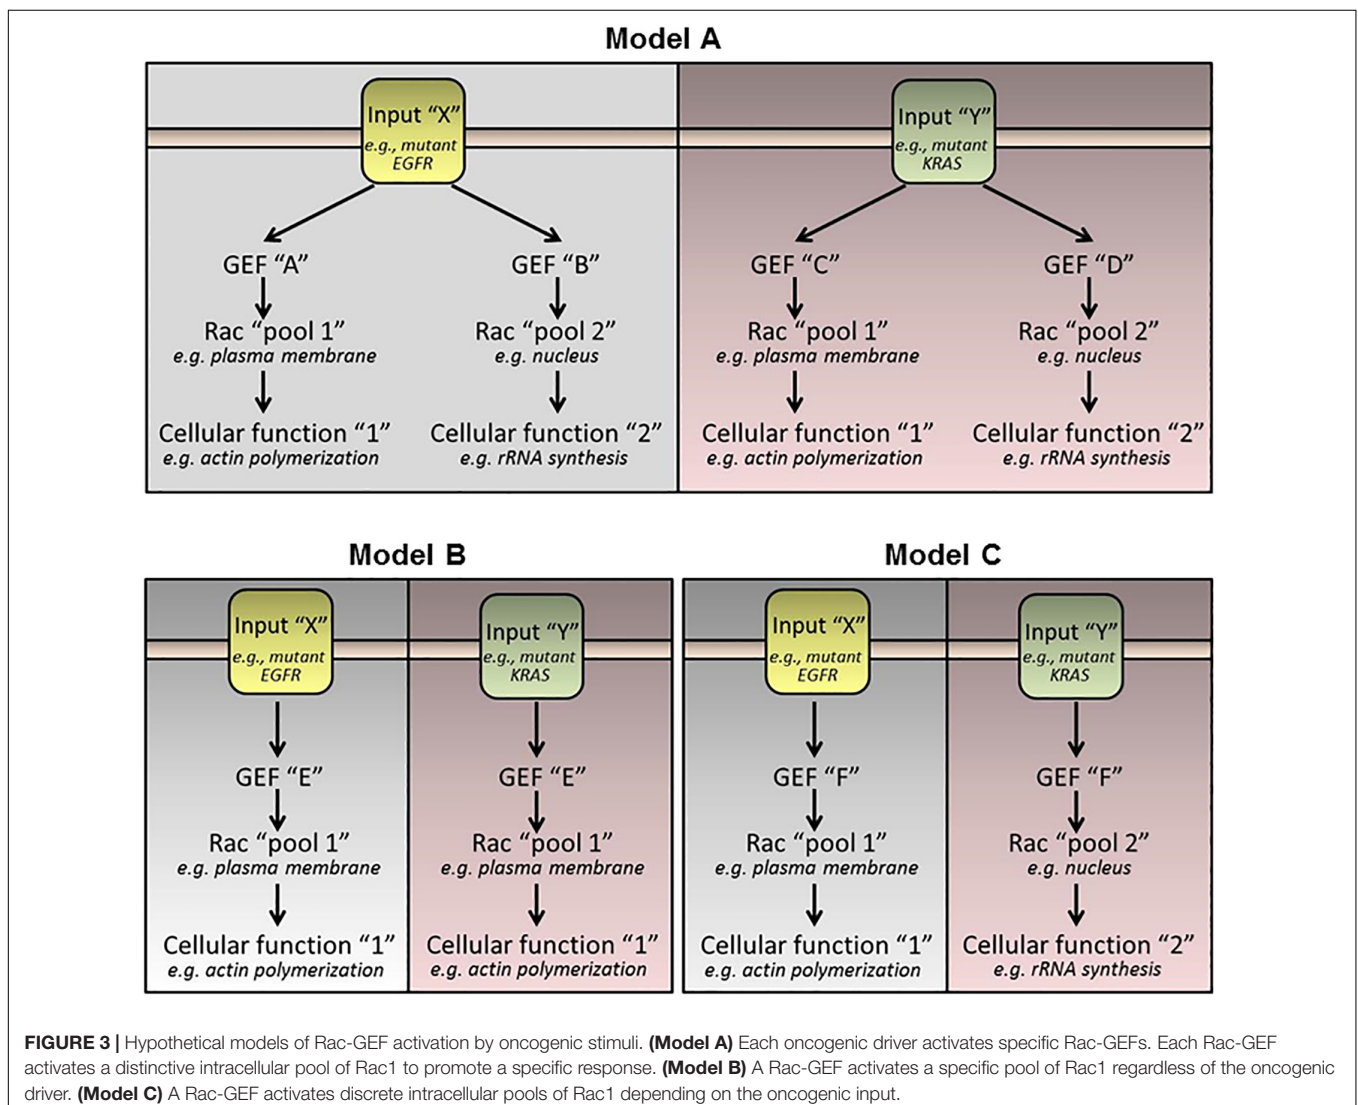 Model A
Input “X”
e.g., mutant
EGFR
GEF “A”
Rac “pool 1”
e.g. plasma membrane
Cellular function “1”
e.g. actin polymerization
GEF “B”
Rac “pool 2”
e.g. nucleus
Cellular function “2”
e.g. rRNA synthesis
Input “Y”
e.g., mutant
KRAS
GEF “C”
Rac “pool 1”
e.g. plasma membrane
Cellular function “1”
e.g. actin polymerization
GEF “D”
Rac “pool 2”
e.g. nucleus
Cellular function “2”
e.g. rRNA synthesis
Model B
Input “X”
e.g., mutant
EGFR
GEF “E”
Rac “pool 1”
e.g. plasma membrane
Cellular function “1”
e.g. actin polymerization
Input “Y”
e.g., mutant
KRAS
GEF “E”
Rac “pool 1”
e.g. plasma membrane
Cellular function “1”
e.g. actin polymerization
Model C
Input “X”
e.g., mutant
EGFR
GEF “F”
Rac “pool 1”
e.g. plasma membrane
Cellular function “1”
e.g. actin polymerization
Input “Y”
e.g., mutant
KRAS
GEF “F”
Rac “pool 2”
e.g. nucleus
Cellular function “2”
e.g. rRNA synthesis
FIGURE 3 | Hypothetical models of Rac-GEF activation by oncogenic stimuli. (Model A) Each oncogenic driver activates specific Rac-GEFs. Each Rac-GEF
activates a distinctive intracellular pool of Rac1 to promote a specific response. (Model B) A Rac-GEF activates a specific pool of Rac1 regardless of the oncogenic
driver. (Model C) A Rac-GEF activates discrete intracellular pools of Rac1 depending on the oncogenic input.